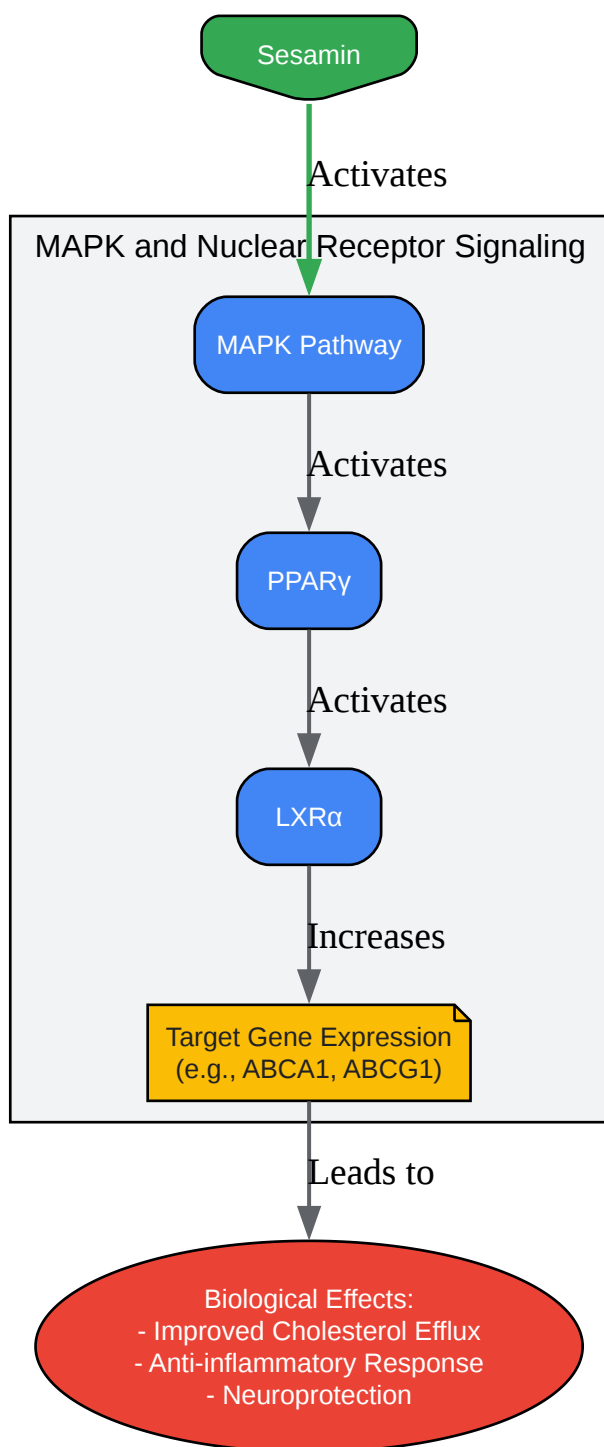 Sesamin
Activates
MAPK and Nuclear Receptor Signaling
MAPK Pathway
Activates
PPARγ
Activates
LXRα
Increases
Target Gene Expression
(e.g., ABCA1, ABCG1)
Leads to
Biological Effects:
- Improved Cholesterol Efflux
- Anti-inflammatory Response
- Neuroprotection